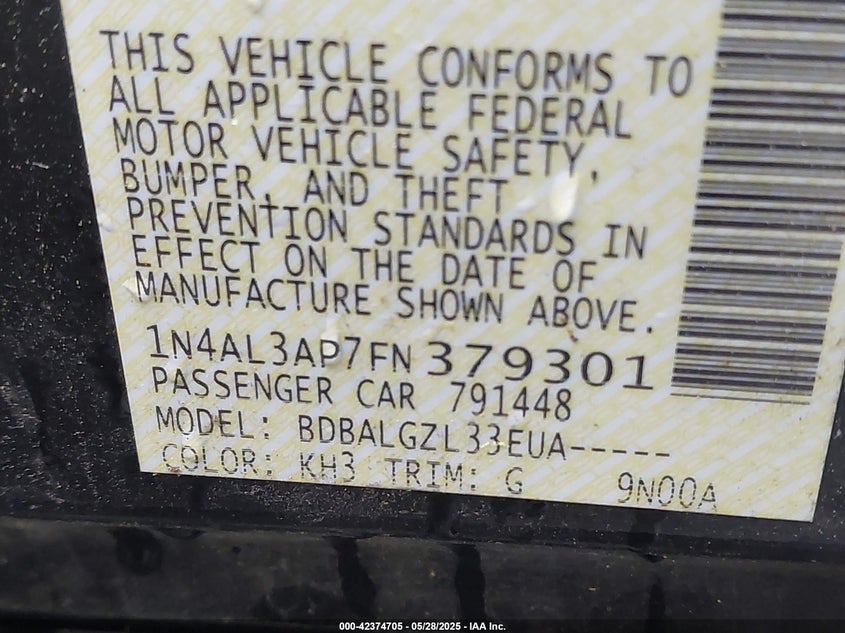 THIS VEHICLE CONFORMS TO
ALL APPLICABLE FEDERAL
MOTOR VEHICLE SAFETY,
BUMPER, AND THEFT
PREVENTION STANDARDS IN
EFFECT ON THE DATE OF
MANUFACTURE SHOWN ABOVE.
1N4AL3AP7FN379301
PASSENGER CAR 791448
MODEL: BDBALGZL33EUA-----
COLOR: KH3 TRIM: G 9N00A
000-42374705 - 05/28/2025 - IAA Inc.